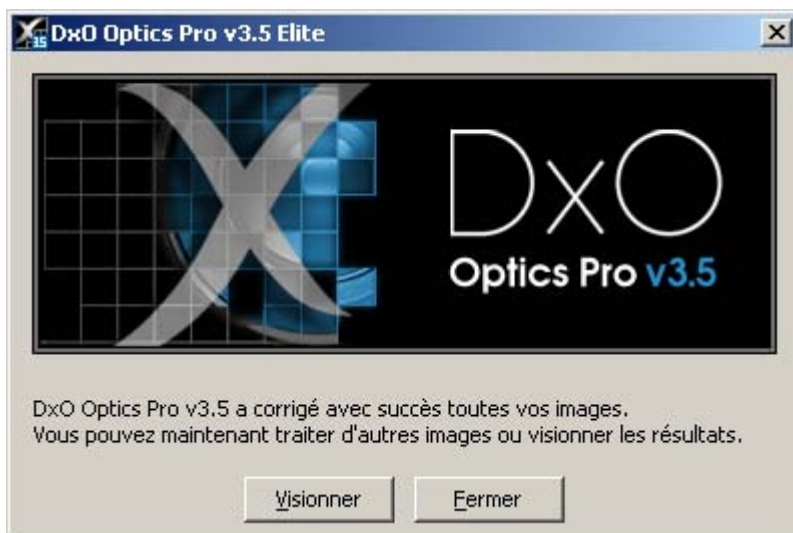 DxO Optics Pro v3.5 Elite
DxO
Optics Pro v3.5
DxO Optics Pro v3.5 a corrigé avec succès toutes vos images.
Vous pouvez maintenant traiter d'autres images ou visionner les résultats.
Visionner
Fermer